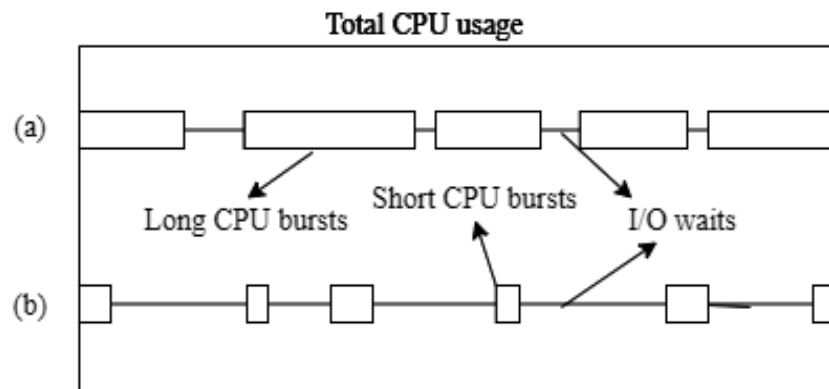 Total CPU usage
(a)
Long CPU bursts
Short CPU bursts
I/O waits
(b)